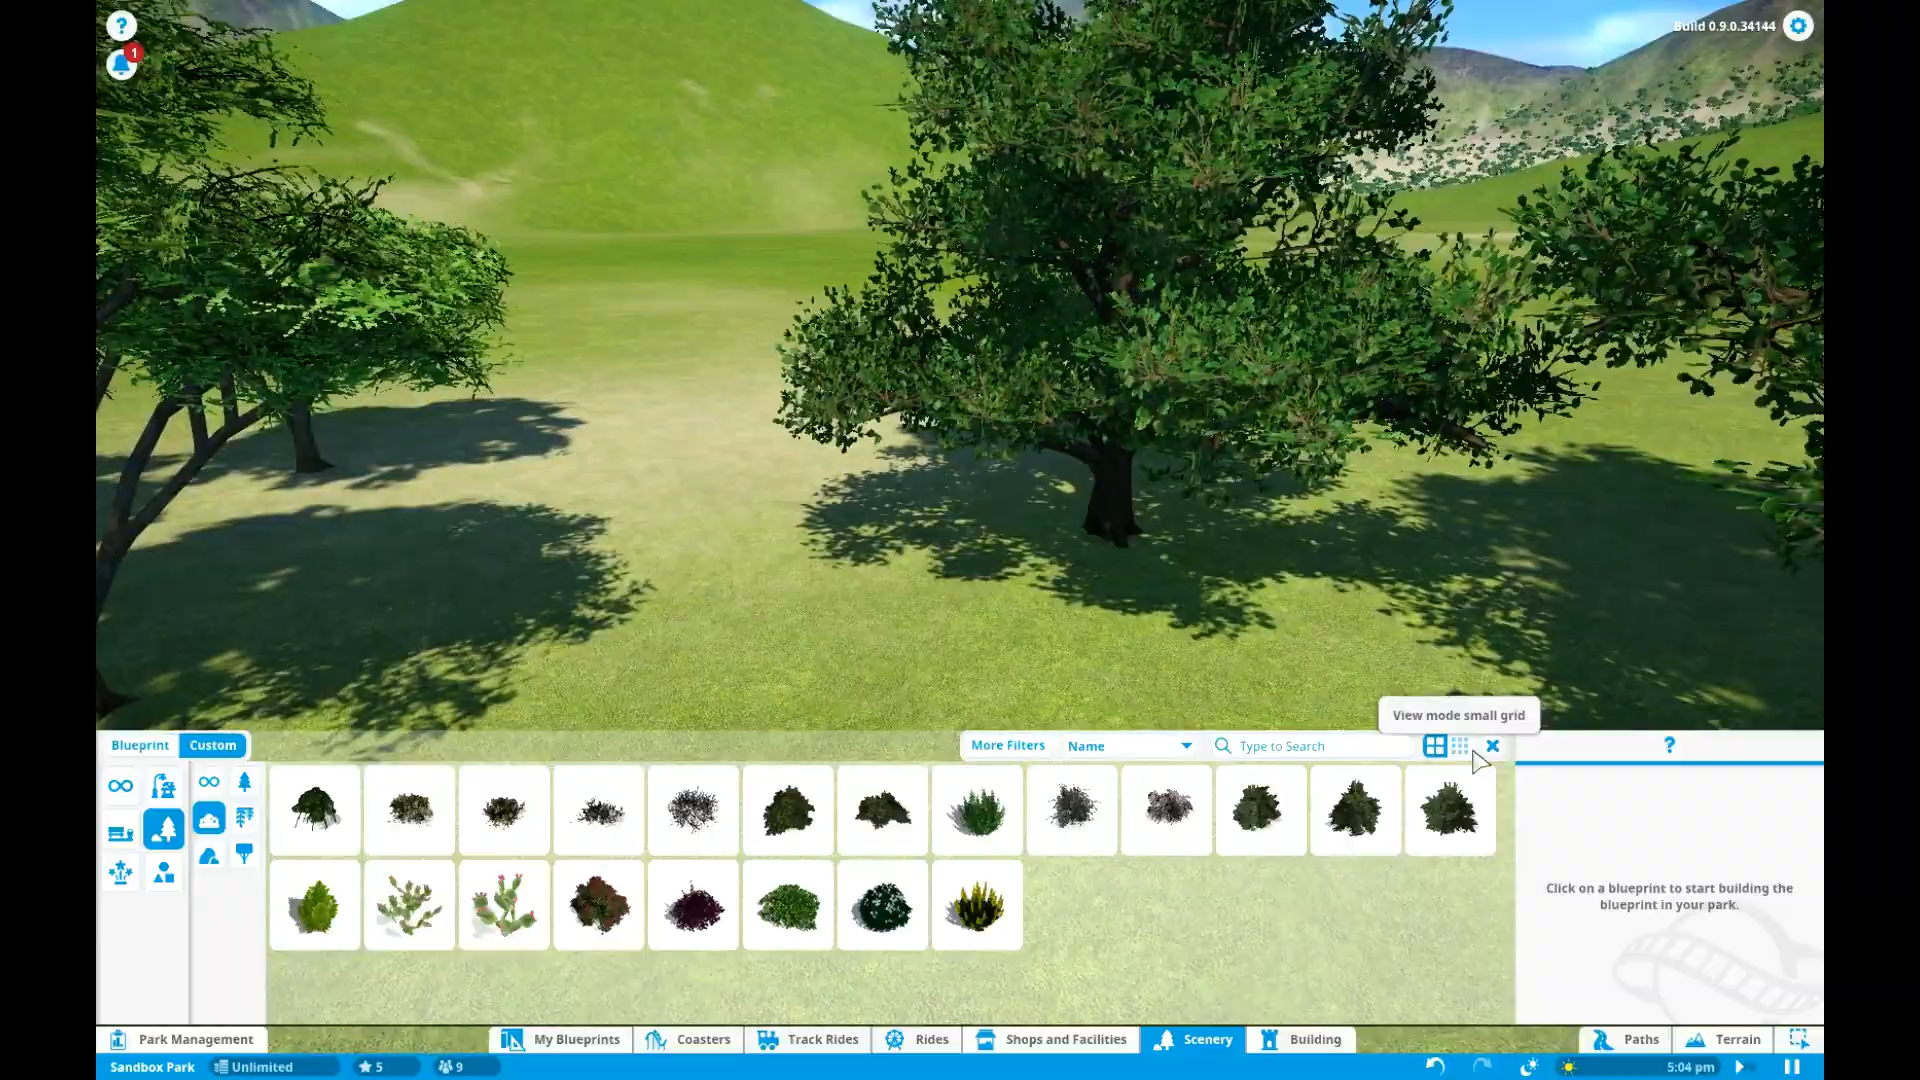 ?
Build 0.9.0.34144
1
View mode small grid
Blueprint Custom More Filters Name Type to Search ?
Click on a blueprint to start building the
blueprint in your park.
Park Management My Blueprints Coasters Track Rides Rides Shops and Facilities Scenery Building Paths Terrain
Sandbox Park Unlimited 5 9 5:04 pm